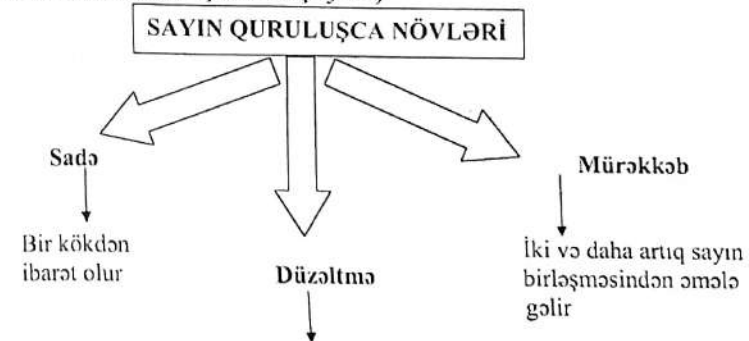 SAYIN QURULUŞCA NÖVLƏRİ
Sadə
Mürəkkəb
Bir kökdən
ibarət olur
Düzəltmə
İki və daha artıq sayın
birləşməsindən əmələ
gəlir